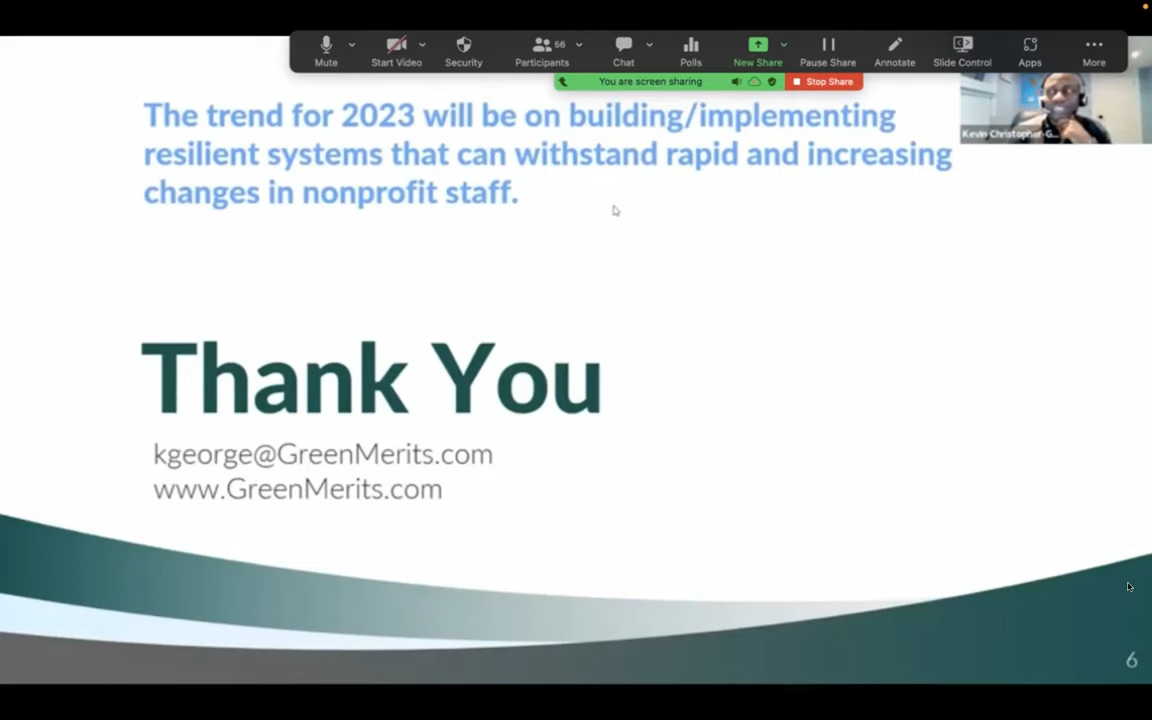 Mute
Start Video
Security
56
Participants
Chat
Polls
New Share
Pause Share
Annotate
Slide Control
Apps
More
You are screen sharing
Stop Share
Kevin Christopher-G...
The trend for 2023 will be on building/implementing
resilient systems that can withstand rapid and increasing
changes in nonprofit staff.
Thank You
kgeorge@GreenMerits.com
www.GreenMerits.com
6